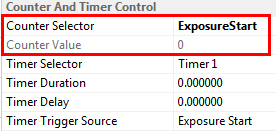 Counter And Timer Control
Counter Selector ExposureStart
Counter Value 0
Timer Selector Timer 1
Timer Duration 0.000000
Timer Delay 0.000000
Timer Trigger Source Exposure Start